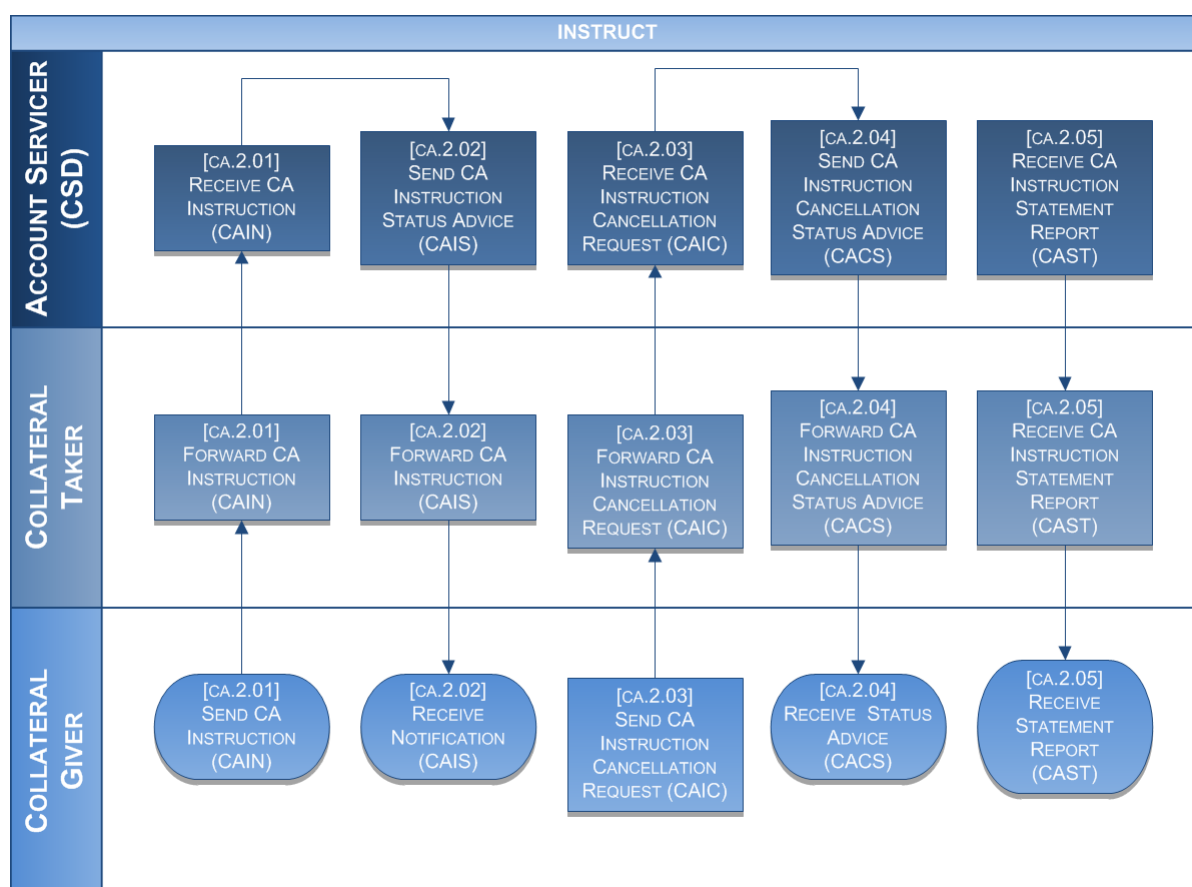 INSTRUCT
ACCOUNT SERVICER
(CSD)
[CA.2.01]
RECEIVE CA
INSTRUCTION
(CAIN)
[CA.2.02]
SEND CA
INSTRUCTION
STATUS ADVICE
(CAIS)
[CA.2.03]
RECEIVE CA
INSTRUCTION
CANCELLATION
REQUEST (CAIC)
[CA.2.04]
SEND CA
INSTRUCTION
CANCELLATION
STATUS ADVICE
(CACS)
[CA.2.05]
RECEIVE CA
INSTRUCTION
STATEMENT
REPORT
(CAST)
COLLATERAL
TAKER
[CA.2.01]
FORWARD CA
INSTRUCTION
(CAIN)
[CA.2.02]
FORWARD CA
INSTRUCTION
(CAIS)
[CA.2.03]
FORWARD CA
INSTRUCTION
CANCELLATION
REQUEST (CAIC)
[CA.2.04]
FORWARD CA
INSTRUCTION
CANCELLATION
STATUS ADVICE
(CACS)
[CA.2.05]
RECEIVE CA
INSTRUCTION
STATEMENT
REPORT
(CAST)
COLLATERAL
GIVER
[CA.2.01]
SEND CA
INSTRUCTION
(CAIN)
[CA.2.02]
RECEIVE
NOTIFICATION
(CAIS)
[CA.2.03]
SEND CA
INSTRUCTION
CANCELLATION
REQUEST (CAIC)
[CA.2.04]
RECEIVE STATUS
ADVICE
(CACS)
[CA.2.05]
RECEIVE
STATEMENT
REPORT
(CAST)